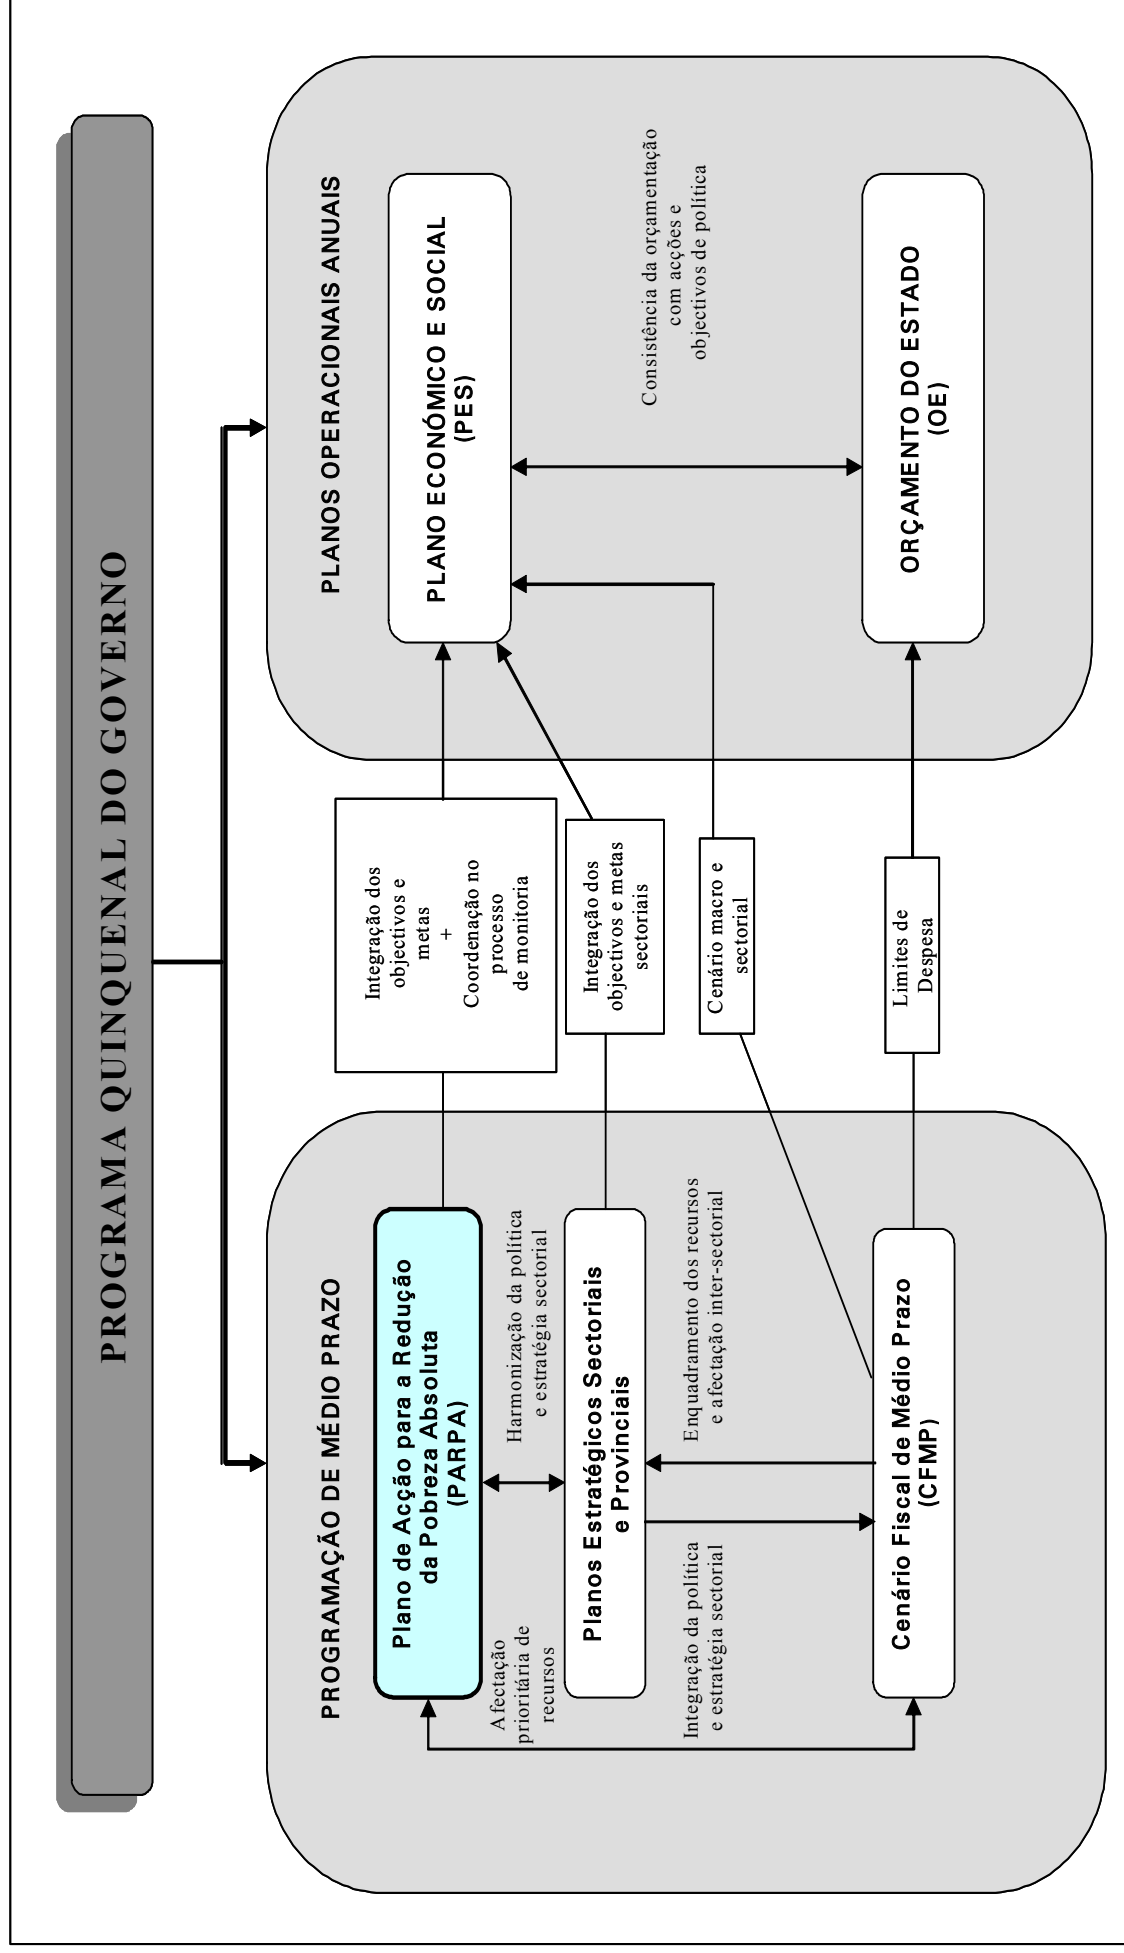 PROGRAMA QUINQUENAL DO GOVERNO
PROGRAMAÇÃO DE MÉDIO PRAZO
Plano de Acção para a Redução
da Pobreza Absoluta
(PARPA)
Afectação
prioritária de
recursos
Harmonização da política
e estratégia sectorial
Planos Estratégicos Sectoriais
e Provinciais
Integração da política
e estratégia sectorial
Enquadramento dos recursos
e afectação inter-sectorial
Cenário Fiscal de Médio Prazo
(CFMP)
Integração dos
objectivos e
metas
+
Coordenação no
processo
de monitoria
Integração dos
objectivos e metas
sectoriais
Cenário macro e
sectorial
Limites de
Despesa
PLANOS OPERACIONAIS ANUAIS
PLANO ECONÓMICO E SOCIAL
(PES)
Consistência da orçamentação
com acções e
objectivos de política
ORÇAMENTO DO ESTADO
(OE)